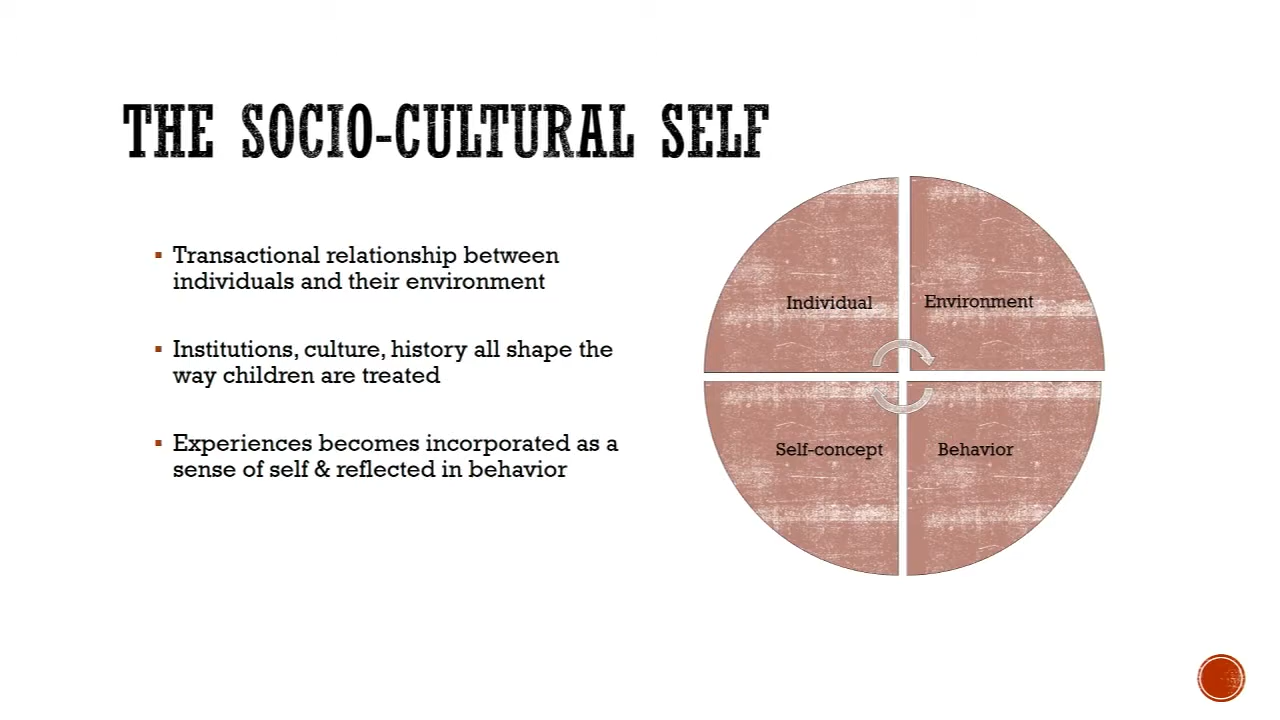 THE SOCIO-CULTURAL SELF
▪ Transactional relationship between
individuals and their environment
▪ Institutions, culture, history all shape the
way children are treated
▪ Experiences becomes incorporated as a
sense of self & reflected in behavior
Individual
Environment
Self-concept
Behavior